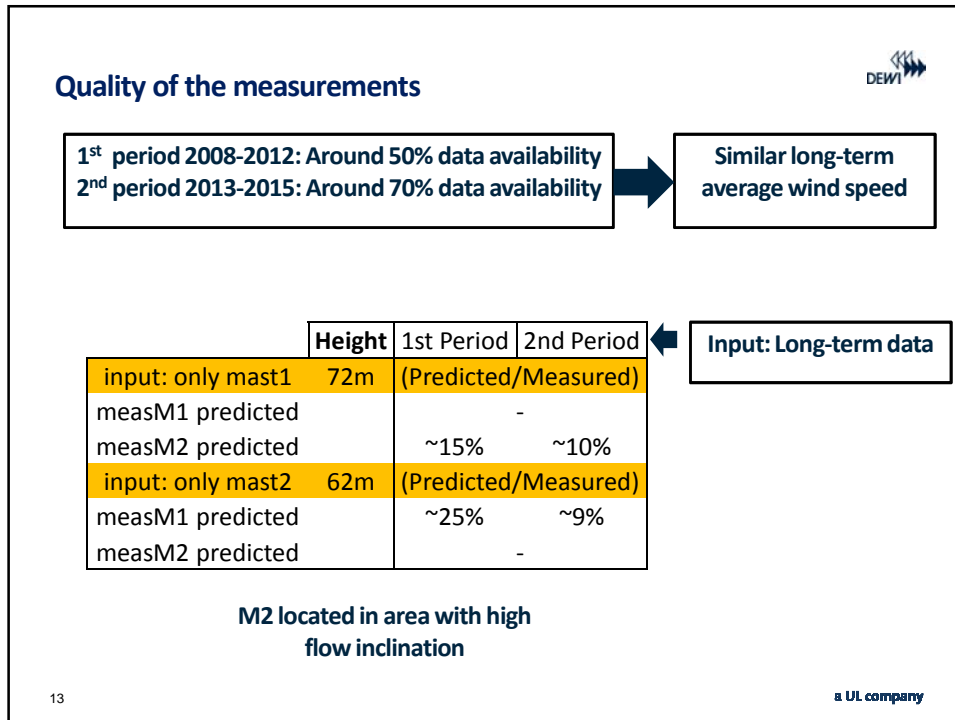 Quality of the measurements
DEWI
1st period 2008-2012: Around 50% data availability
2nd period 2013-2015: Around 70% data availability
Similar long-term
average wind speed
Height 1st Period 2nd Period
Input: Long-term data
input: only mast1 72m (Predicted/Measured)
measM1 predicted -
measM2 predicted ~15% ~10%
input: only mast2 62m (Predicted/Measured)
measM1 predicted ~25% ~9%
measM2 predicted -
M2 located in area with high
flow inclination
13
a UL company